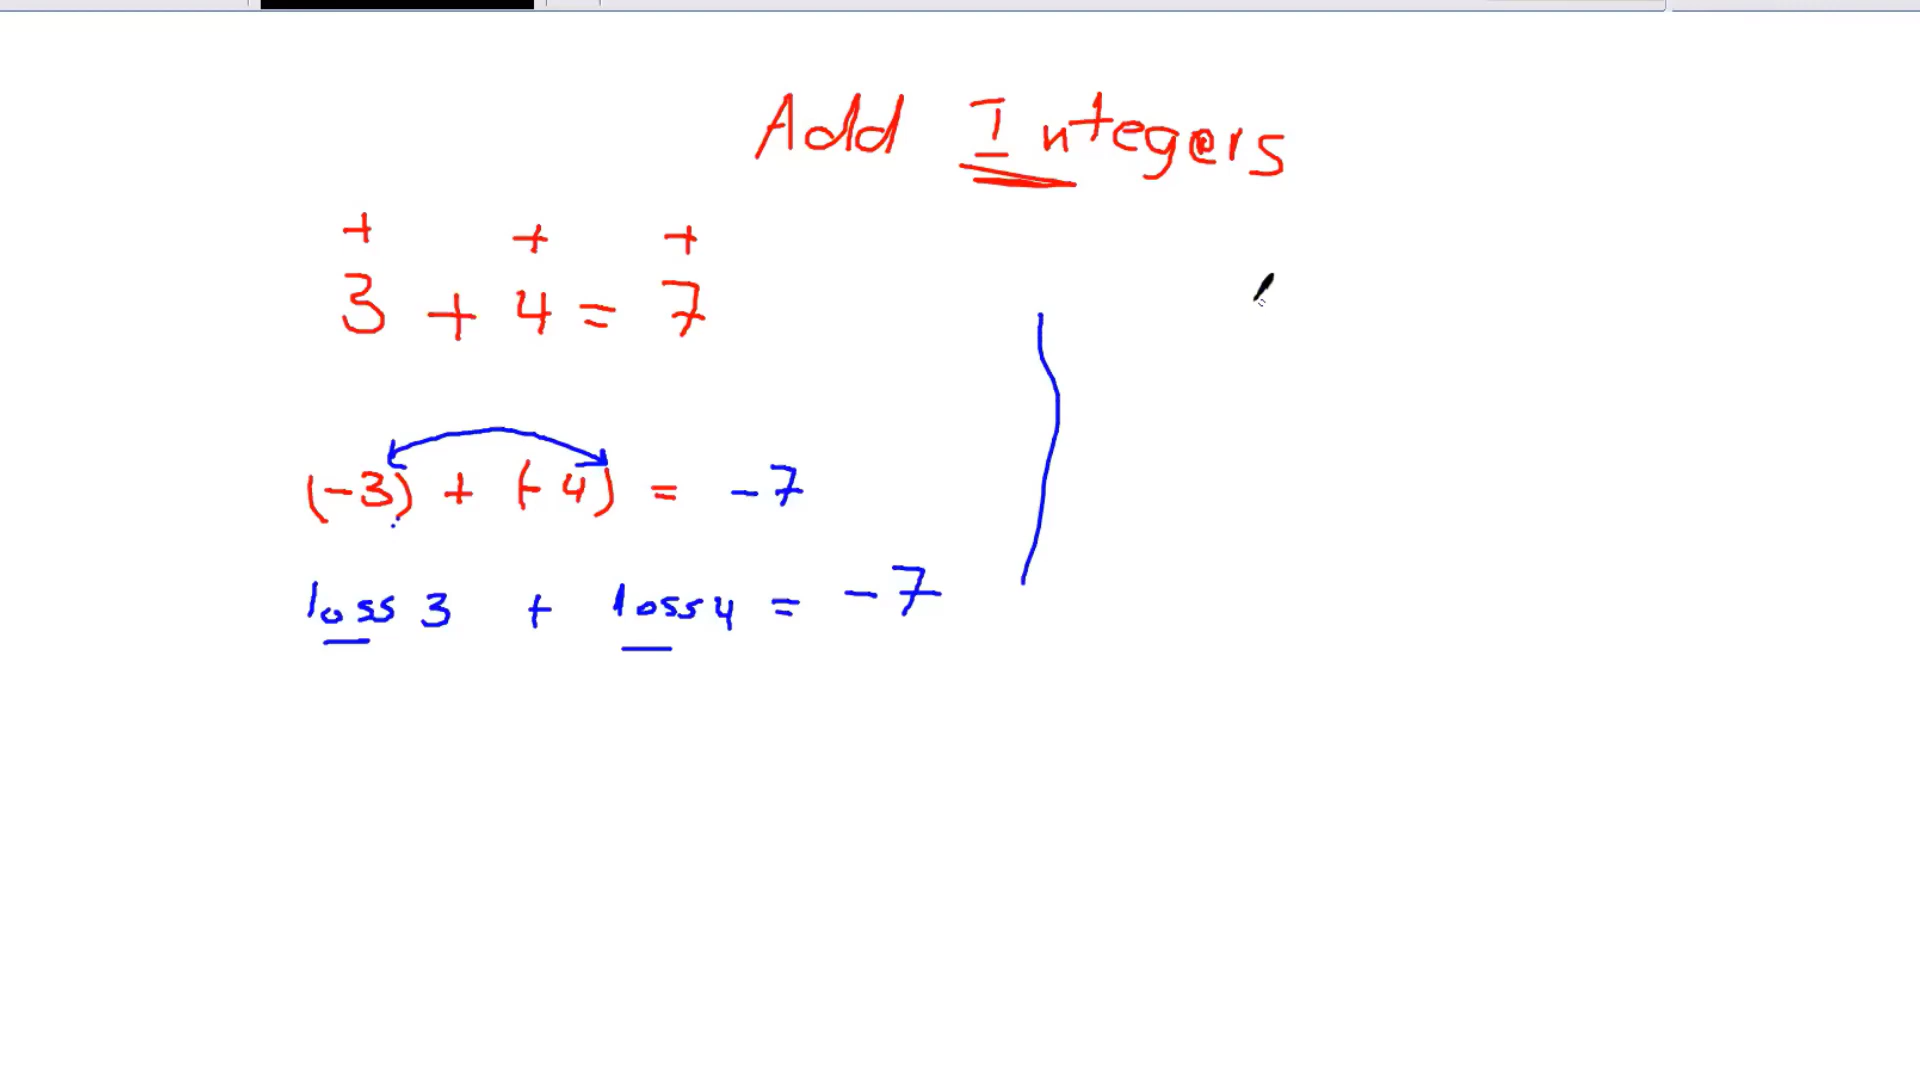 Add Integers
+ + +
3 + 4 = 7
(-3) + (-4) = -7
loss 3 + loss 4 = -7